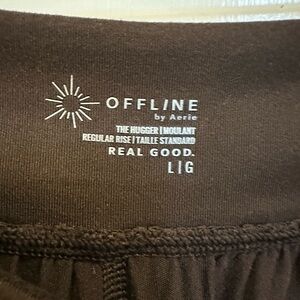 OFFLINE
by Aerie
THE HUGGER | MOULANT
REGULAR RISE | TAILLE STANDARD
REAL GOOD.
L|G